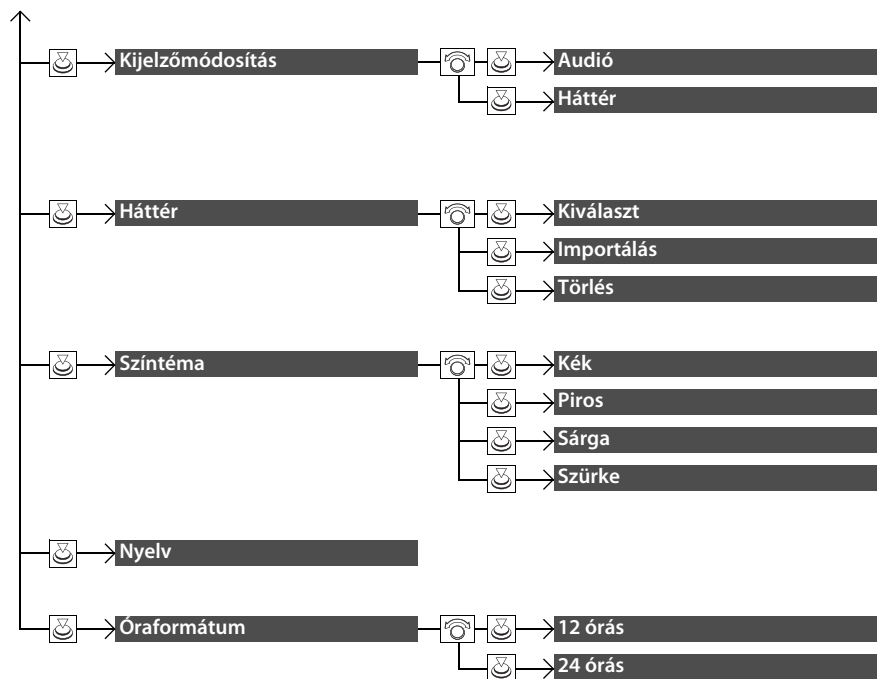 Kijelzőmódosítás
Audió
Háttér
Háttér
Kiválaszt
Importálás
Törlés
Színtéma
Kék
Piros
Sárga
Szürke
Nyelv
Óraformátum
12 órás
24 órás